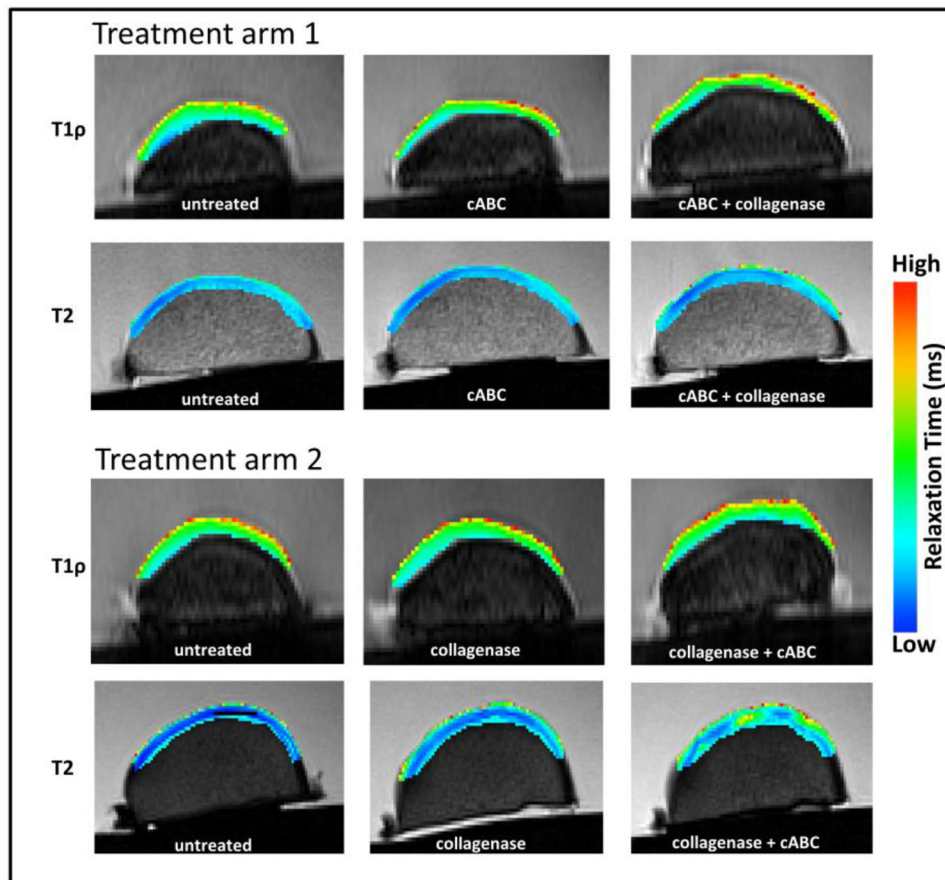 Treatment arm 1
T1ρ
untreated
cABC
cABC + collagenase
T2
untreated
cABC
cABC + collagenase
High
Relaxation Time (ms)
Low
Treatment arm 2
T1ρ
untreated
collagenase
collagenase + cABC
T2
untreated
collagenase
collagenase + cABC